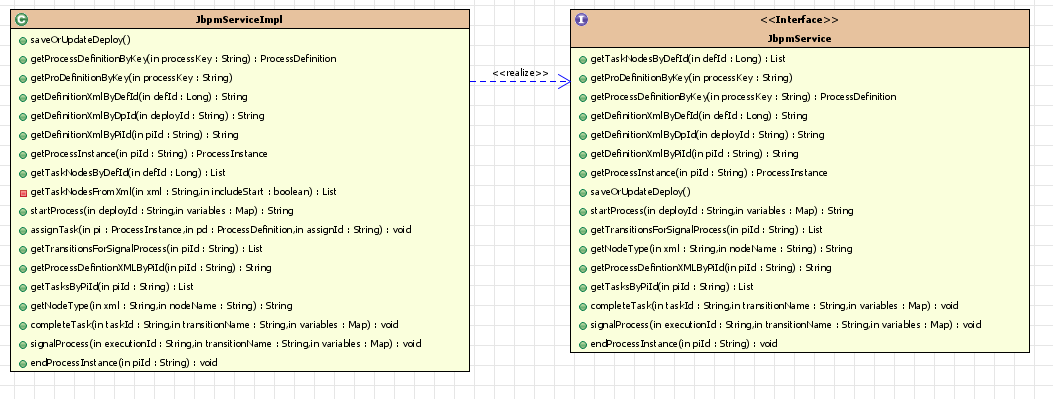 JbpmServiceImpl
saveOrUpdateDeploy()
getProcessDefinitionByKey(in processKey : String) : ProcessDefinition
getProDefinitionByKey(in processKey : String)
getDefinitionXmlByDefId(in defId : Long) : String
getDefinitionXmlByDpId(in deployId : String) : String
getDefinitionXmlByPiId(in piId : String) : String
getProcessInstance(in piId : String) : ProcessInstance
getTaskNodesByDefId(in defId : Long) : List
getTaskNodesFromXml(in xml : String,in includeStart : boolean) : List
startProcess(in deployId : String,in variables : Map) : String
assignTask(in pi : ProcessInstance,in pd : ProcessDefinition,in assignId : String) : void
getTransitionsForSignalProcess(in piId : String) : List
getProcessDefintionXMLByPiId(in piId : String) : String
getTasksByPiId(in piId : String) : List
getNodeType(in xml : String,in nodeName : String) : String
completeTask(in taskId : String,in transitionName : String,in variables : Map) : void
signalProcess(in executionId : String,in transitionName : String,in variables : Map) : void
endProcessInstance(in piId : String) : void
<<realize>>
<<Interface>>
JbpmService
getTaskNodesByDefId(in defId : Long) : List
getProDefinitionByKey(in processKey : String)
getProcessDefinitionByKey(in processKey : String) : ProcessDefinition
getDefinitionXmlByDefId(in defId : Long) : String
getDefinitionXmlByDpId(in deployId : String) : String
getDefinitionXmlByPiId(in piId : String) : String
getProcessInstance(in piId : String) : ProcessInstance
saveOrUpdateDeploy()
startProcess(in deployId : String,in variables : Map) : String
getTransitionsForSignalProcess(in piId : String) : List
getNodeType(in xml : String,in nodeName : String) : String
getProcessDefintionXMLByPiId(in piId : String) : String
getTasksByPiId(in piId : String) : List
completeTask(in taskId : String,in transitionName : String,in variables : Map) : void
signalProcess(in executionId : String,in transitionName : String,in variables : Map) : void
endProcessInstance(in piId : String) : void